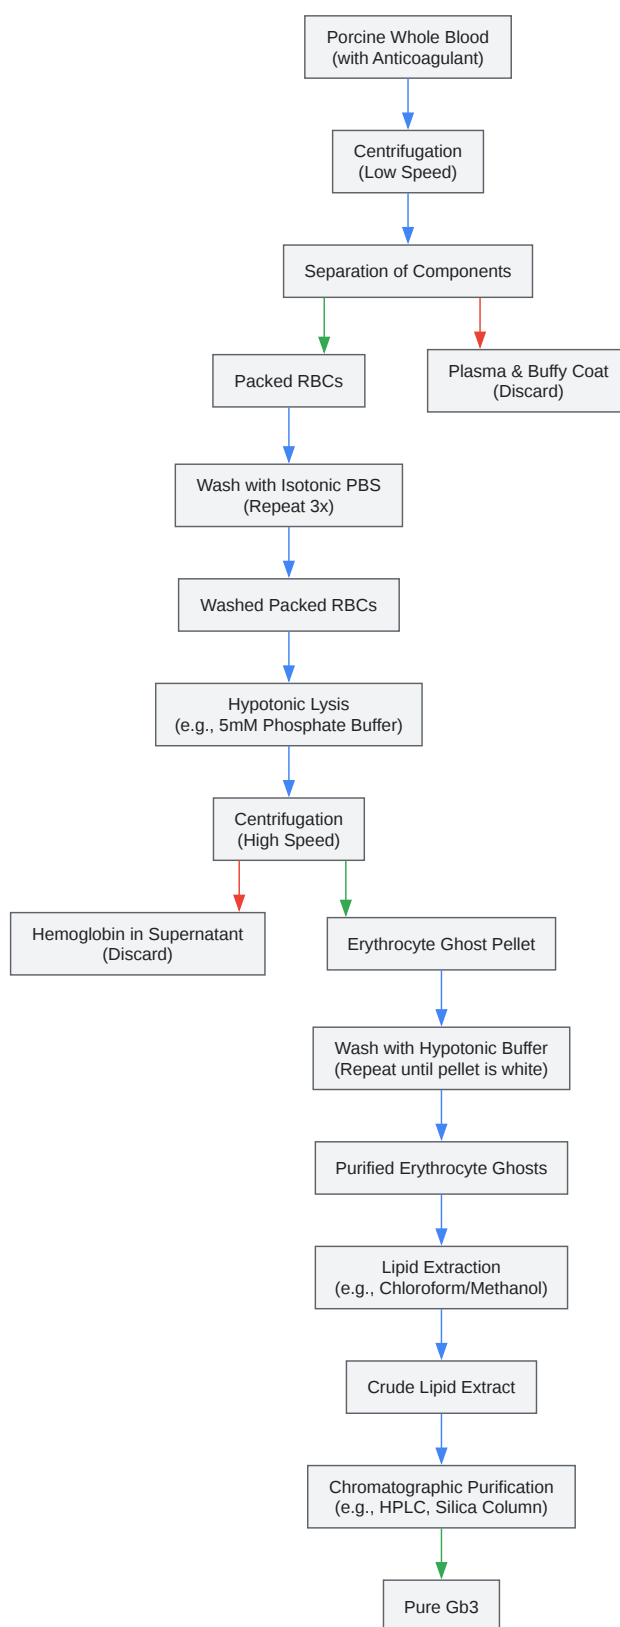 Porcine Whole Blood
(with Anticoagulant)
Centrifugation
(Low Speed)
Separation of Components
Packed RBCs
Plasma & Buffy Coat
(Discard)
Wash with Isotonic PBS
(Repeat 3x)
Washed Packed RBCs
Hypotonic Lysis
(e.g., 5mM Phosphate Buffer)
Centrifugation
(High Speed)
Hemoglobin in Supernatant
(Discard)
Erythrocyte Ghost Pellet
Wash with Hypotonic Buffer
(Repeat until pellet is white)
Purified Erythrocyte Ghosts
Lipid Extraction
(e.g., Chloroform/Methanol)
Crude Lipid Extract
Chromatographic Purification
(e.g., HPLC, Silica Column)
Pure Gb3